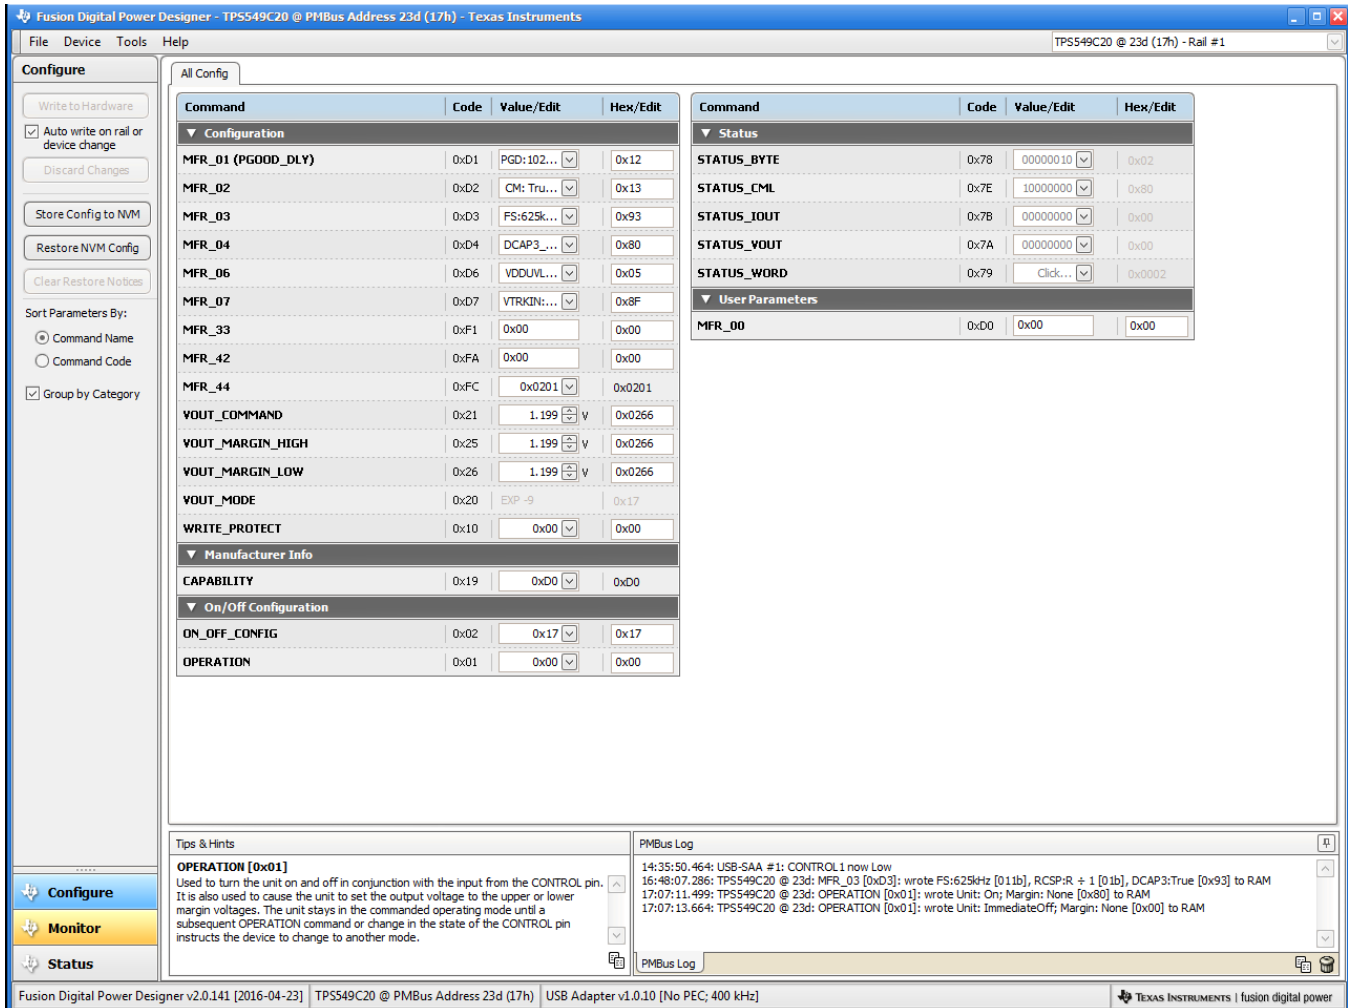 Fusion Digital Power Designer - TPS549C20 @ PMBus Address 23d (17h) - Texas Instruments
File Device Tools Help
TPS549C20 @ 23d (17h) - Rail #1
Configure
Write to Hardware
Auto write on rail or
device change
Discard Changes
Store Config to NVM
Restore NVM Config
Clear Restore Notices
Sort Parameters By:
Command Name
Command Code
Group by Category
All Config
Command Code Value/Edit Hex/Edit
Configuration
MFR_01 (PGOOD_DLY) 0xD1 PGD:102... 0x12
MFR_02 0xD2 CM: Tru... 0x13
MFR_03 0xD3 FS:625k... 0x93
MFR_04 0xD4 DCAP3_... 0x80
MFR_06 0xD6 VDDUVL... 0x05
MFR_07 0xD7 VTRKIN:... 0x8F
MFR_33 0xF1 0x00 0x00
MFR_42 0xFA 0x00 0x00
MFR_44 0xFC 0x0201 0x0201
VOUT_COMMAND 0x21 1.199 V 0x0266
VOUT_MARGIN_HIGH 0x25 1.199 V 0x0266
VOUT_MARGIN_LOW 0x26 1.199 V 0x0266
VOUT_MODE 0x20 EXP -9 0x17
WRITE_PROTECT 0x10 0x00 0x00
Manufacturer Info
CAPABILITY 0x19 0xD0 0xD0
On/Off Configuration
ON_OFF_CONFIG 0x02 0x17 0x17
OPERATION 0x01 0x00 0x00
Command Code Value/Edit Hex/Edit
Status
STATUS_BYTE 0x78 00000010 0x02
STATUS_CML 0x7E 10000000 0x80
STATUS_IOUT 0x7B 00000000 0x00
STATUS_VOUT 0x7A 00000000 0x00
STATUS_WORD 0x79 Click... 0x0002
User Parameters
MFR_00 0xD0 0x00 0x00
Tips & Hints
OPERATION [0x01]
Used to turn the unit on and off in conjunction with the input from the CONTROL pin.
It is also used to cause the unit to set the output voltage to the upper or lower
margin voltages. The unit stays in the commanded operating mode until a
subsequent OPERATION command or change in the state of the CONTROL pin
instructs the device to change to another mode.
PMBus Log
14:35:50.464: USB-SAA #1: CONTROL1 now Low
16:48:07.286: TPS549C20 @ 23d: MFR_03 [0xD3]: wrote FS:625kHz [011b], RCSP:R ÷ 1 [01b], DCAP3:True [0x93] to RAM
17:07:11.499: TPS549C20 @ 23d: OPERATION [0x01]: wrote Unit: On; Margin: None [0x80] to RAM
17:07:13.664: TPS549C20 @ 23d: OPERATION [0x01]: wrote Unit: ImmediateOff; Margin: None [0x00] to RAM
PMBus Log
Configure
Monitor
Status
Fusion Digital Power Designer v2.0.141 [2016-04-23] TPS549C20 @ PMBus Address 23d (17h) USB Adapter v1.0.10 [No PEC; 400 kHz]
TEXAS INSTRUMENTS | fusion digital power